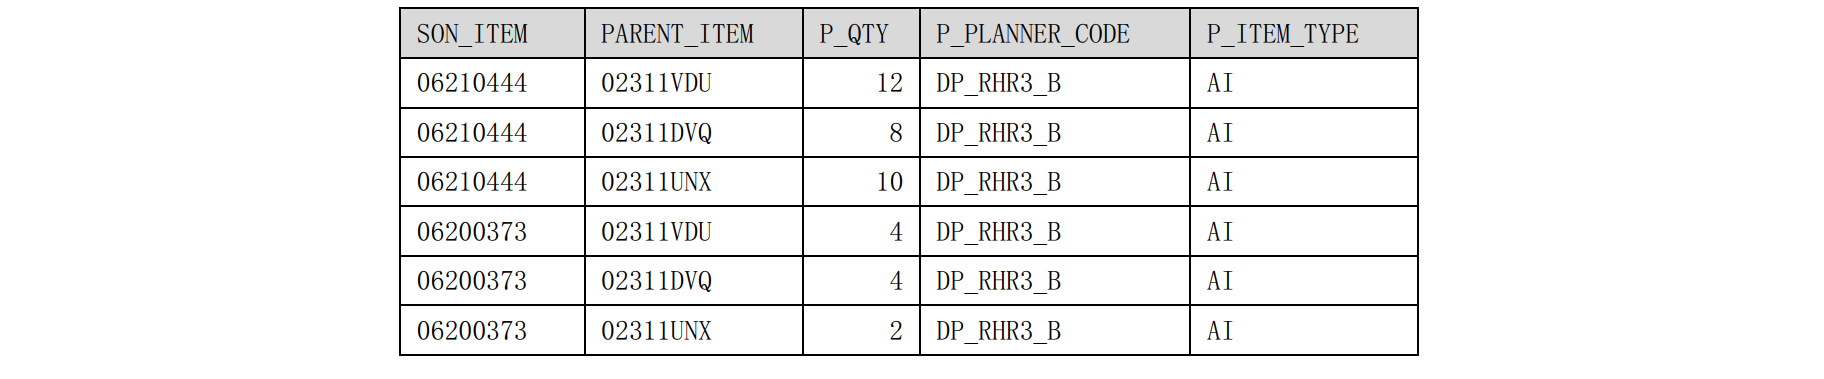 SON_ITEM PARENT_ITEM P_QTY P_PLANNER_CODE P_ITEM_TYPE
06210444 02311VDU 12 DP_RHR3_B AI
06210444 02311DVQ 8 DP_RHR3_B AI
06210444 02311UNX 10 DP_RHR3_B AI
06200373 02311VDU 4 DP_RHR3_B AI
06200373 02311DVQ 4 DP_RHR3_B AI
06200373 02311UNX 2 DP_RHR3_B AI